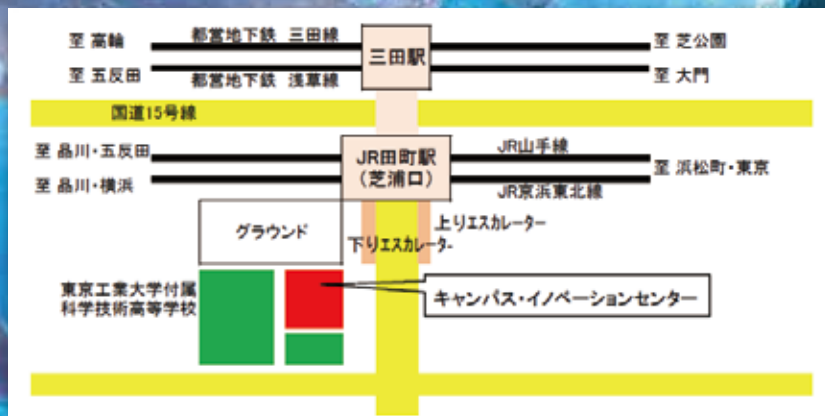 至 高輪
都営地下鉄 三田線
三田駅
至 芝公園
至 五反田
都営地下鉄 浅草線
至 大門
国道15号線
至 品川・五反田
JR田町駅
(芝浦口)
JR山手線
至 浜松町・東京
至 品川・横浜
JR京浜東北線
グラウンド
上りエスカレーター
下りエスカレーター
東京工業大学付属
科学技術高等学校
キャンパス・イノベーションセンター